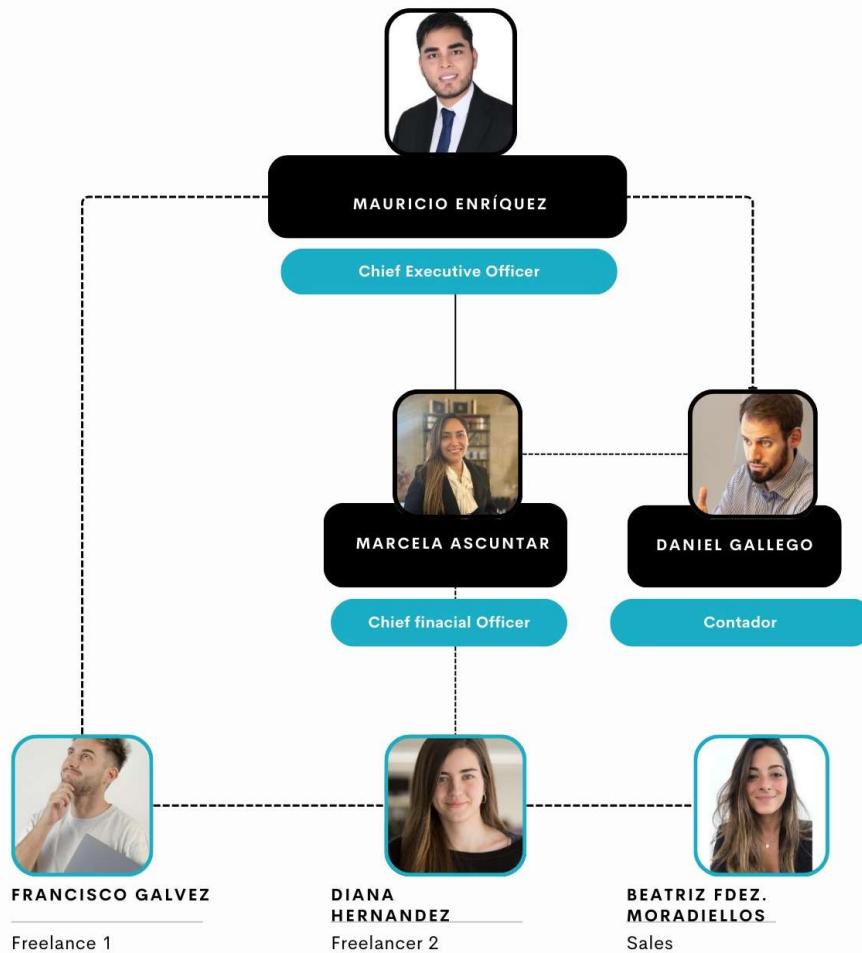 MAURICIO ENRÍQUEZ
Chief Executive Officer
MARCELA ASCUNTAR
DANIEL GALLEGO
Chief finacial Officer
Contador
FRANCISCO GALVEZ
Freelance 1
DIANA
HERNANDEZ
Freelancer 2
BEATRIZ FDEZ.
MORADIELLOS
Sales